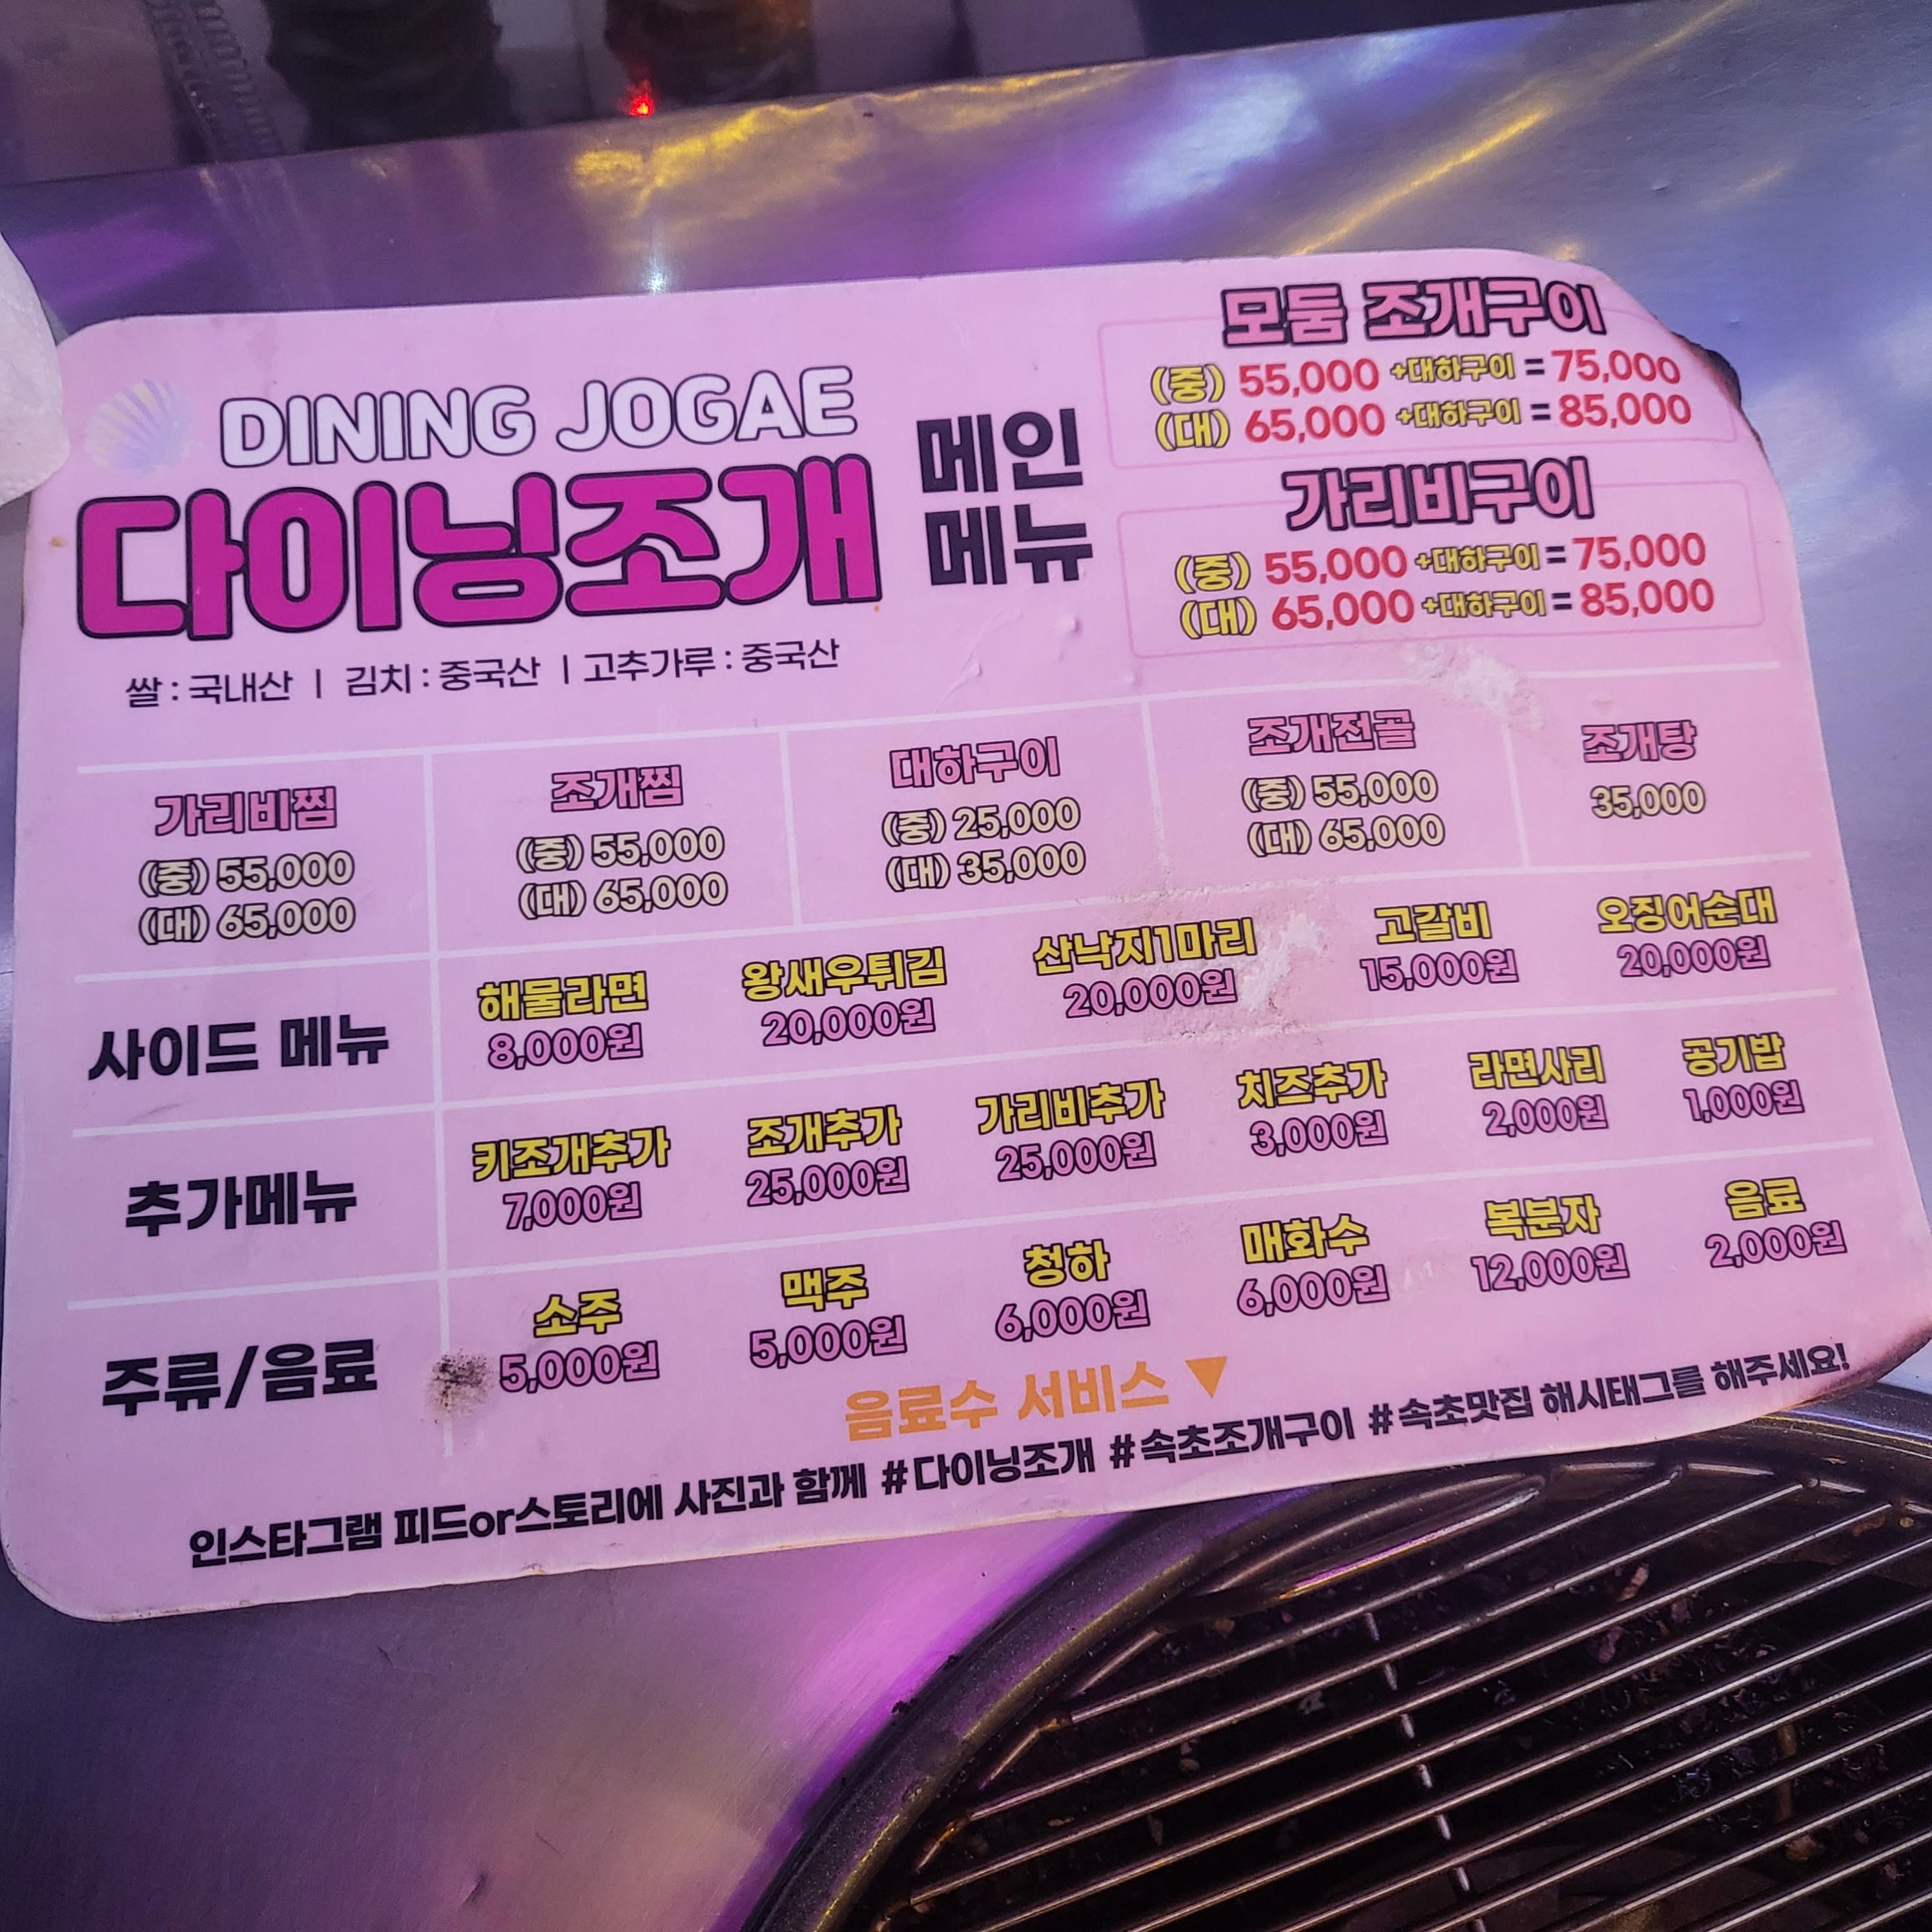 DINING JOGAE
다이닝조개
쌀 : 국내산 | 김치 : 중국산 | 고추가루 : 중국산
메인
메뉴
모둠 조개구이
(중) 55,000 +대하구이 = 75,000
(대) 65,000 +대하구이 = 85,000
가리비구이
(중) 55,000 +대하구이 = 75,000
(대) 65,000 +대하구이 = 85,000
가리비찜
(중) 55,000
(대) 65,000
조개찜
(중) 55,000
(대) 65,000
대하구이
(중) 25,000
(대) 35,000
조개전골
(중) 55,000
(대) 65,000
조개탕
35,000
사이드 메뉴
해물라면 왕새우튀김 산낙지1마리 고갈비 오징어순대
8,000원 20,000원 20,000원 15,000원 20,000원
추가메뉴
키조개추가 조개추가 가리비추가 치즈추가 라면사리 공기밥
7,000원 25,000원 25,000원 3,000원 2,000원 1,000원
주류/음료
소주 맥주 청하 매화수 복분자 음료
5,000원 5,000원 6,000원 6,000원 12,000원 2,000원
음료수 서비스 ▼
인스타그램 피드or스토리에 사진과 함께 #다이닝조개 #속초조개구이 #속초맛집 해시태그를 해주세요!